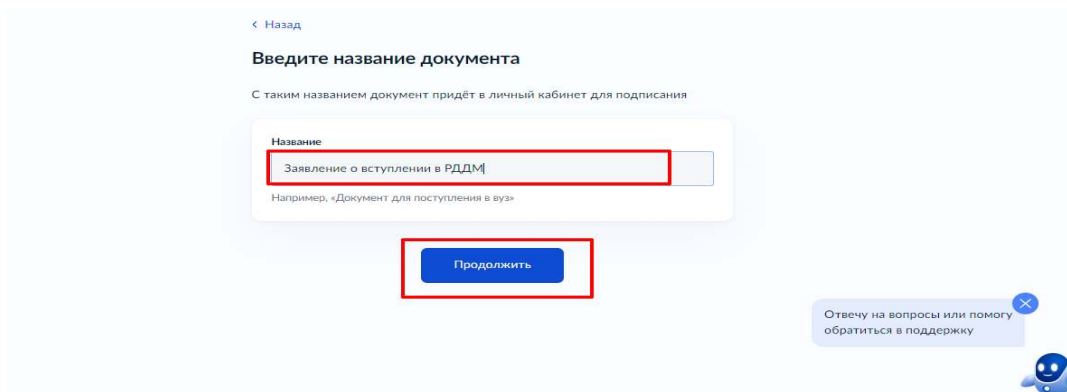 Назад
Введите название документа
С таким названием документ придёт в личный кабинет для подписания
Название
Заявление о вступлении в РДДМ
Например, «Документ для поступления в вуз»
Продолжить
Отвечу на вопросы или помогу
обратиться в поддержку